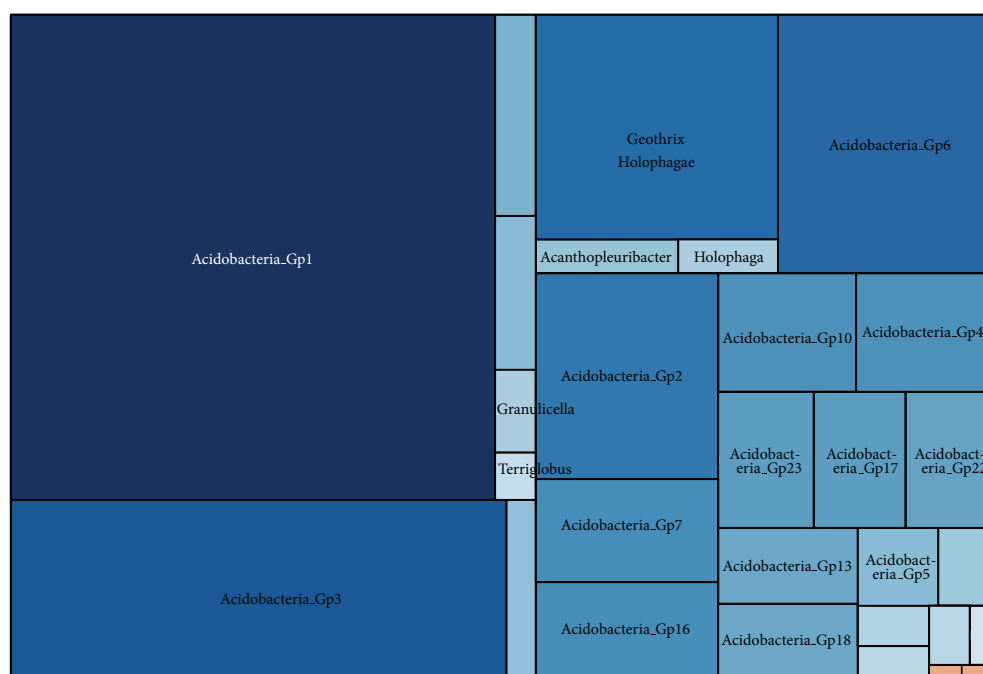 Acidobacteria_Gp1
Geothrix
Holophagae
Acidobacteria_Gp6
Acanthopleuribacter
Holophaga
Acidobacteria_Gp2
Acidobacteria_Gp10
Acidobacteria_Gp4
Granulicella
Terriglobus
Acidobact-
eria_Gp23
Acidobact-
eria_Gp17
Acidobact-
eria_Gp22
Acidobacteria_Gp7
Acidobacteria_Gp13
Acidobact-
eria_Gp5
Acidobacteria_Gp3
Acidobacteria_Gp16
Acidobacteria_Gp18